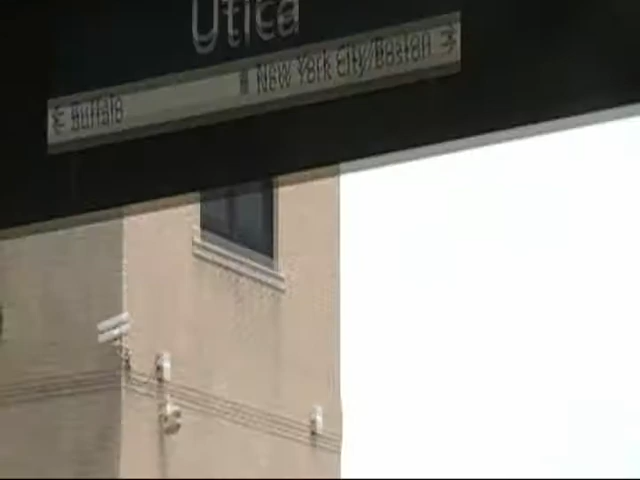 Utica
← Buffalo
New York City/Boston →